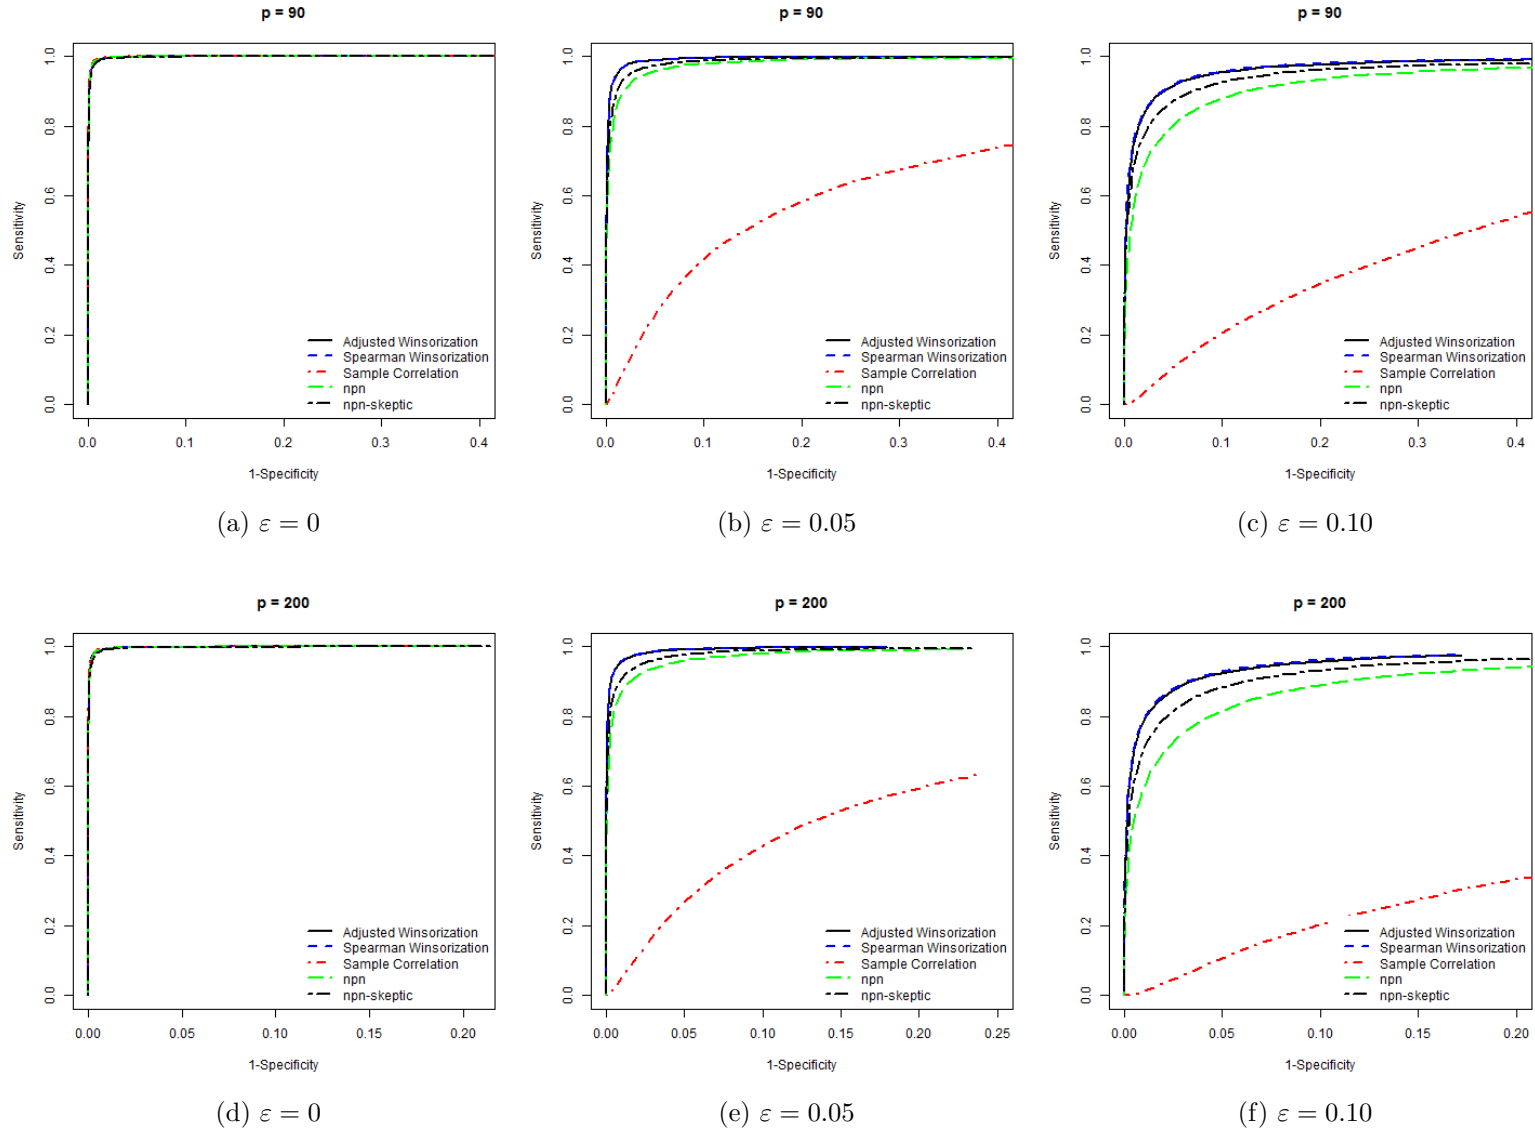 p = 90
Sensitivity
1.0
0.8
0.6
0.4
0.2
0.0
Adjusted Winsorization
Spearman Winsorization
Sample Correlation
npn
npn-skeptic
0.0 0.1 0.2 0.3 0.4
1-Specificity
(a) ε = 0
p = 90
Sensitivity
1.0
0.8
0.6
0.4
0.2
0.0
Adjusted Winsorization
Spearman Winsorization
Sample Correlation
npn
npn-skeptic
0.0 0.1 0.2 0.3 0.4
1-Specificity
(b) ε = 0.05
p = 90
Sensitivity
1.0
0.8
0.6
0.4
0.2
0.0
Adjusted Winsorization
Spearman Winsorization
Sample Correlation
npn
npn-skeptic
0.0 0.1 0.2 0.3 0.4
1-Specificity
(c) ε = 0.10
p = 200
Sensitivity
1.0
0.8
0.6
0.4
0.2
0.0
Adjusted Winsorization
Spearman Winsorization
Sample Correlation
npn
npn-skeptic
0.00 0.05 0.10 0.15 0.20
1-Specificity
(d) ε = 0
p = 200
Sensitivity
1.0
0.8
0.6
0.4
0.2
0.0
Adjusted Winsorization
Spearman Winsorization
Sample Correlation
npn
npn-skeptic
0.00 0.05 0.10 0.15 0.20 0.25
1-Specificity
(e) ε = 0.05
p = 200
Sensitivity
1.0
0.8
0.6
0.4
0.2
0.0
Adjusted Winsorization
Spearman Winsorization
Sample Correlation
npn
npn-skeptic
0.00 0.05 0.10 0.15 0.20
1-Specificity
(f) ε = 0.10